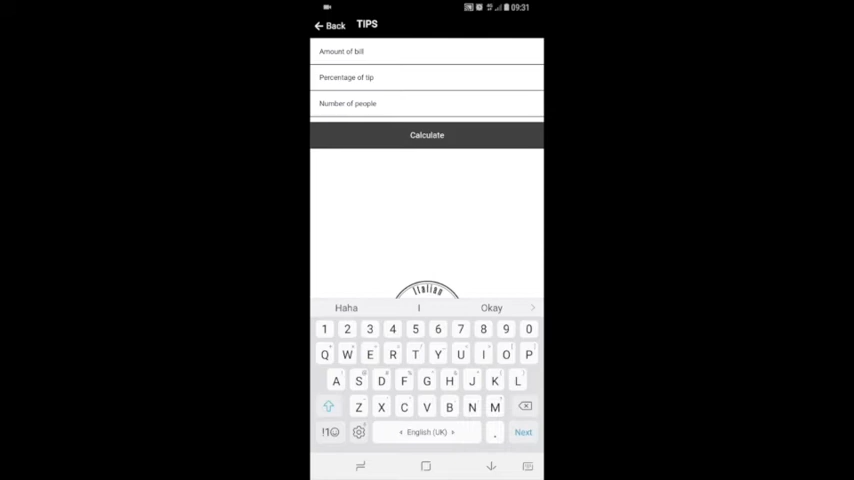 09:31
Back TIPS
Amount of bill
Percentage of tip
Number of people
Calculate
Italian
Haha I Okay
1 2 3 4 5 6 7 8 9 0
Q W E R T Y U I O P
A S D F G H J K L
Z X C V B N M
!1☺ English (UK) . Next